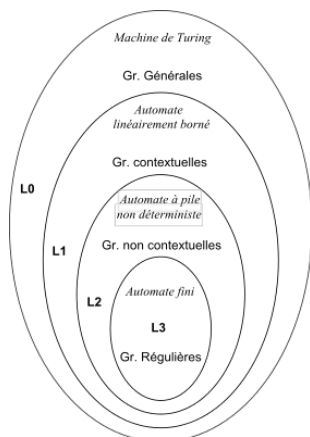 Machine de Turing
Gr. Générales
Automate
linéairement borné
Gr. contextuelles
L0
Automate à pile
non déterministe
Gr. non contextuelles
L1
Automate fini
L2
L3
Gr. Régulières